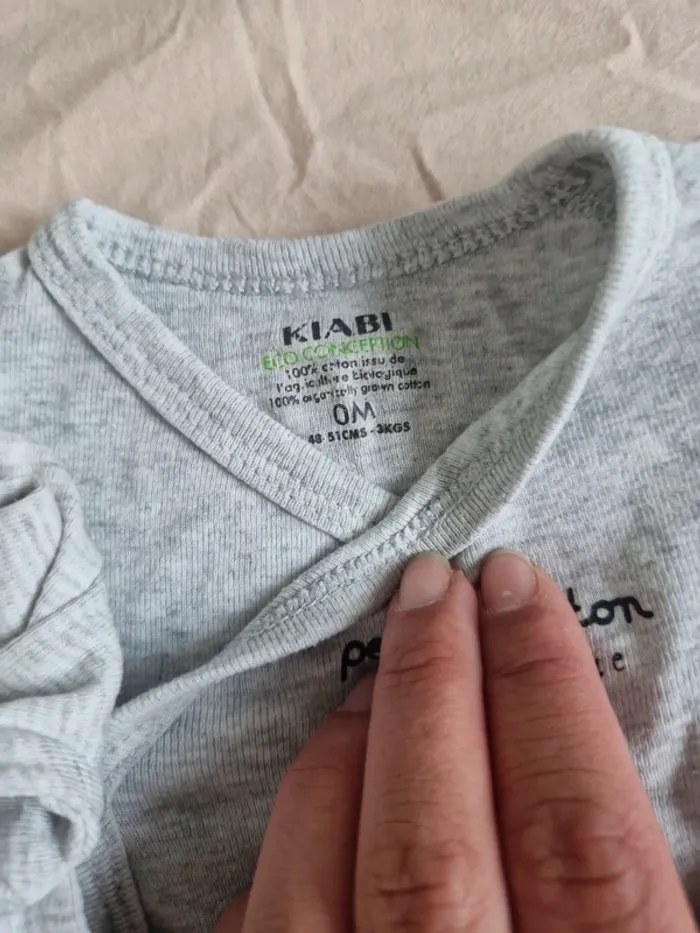 KIABI
ECO CONCEPTION
100% coton issu de
l'agriculture biologique
100% organically grown cotton
0M
48-51CMS - 3KGS